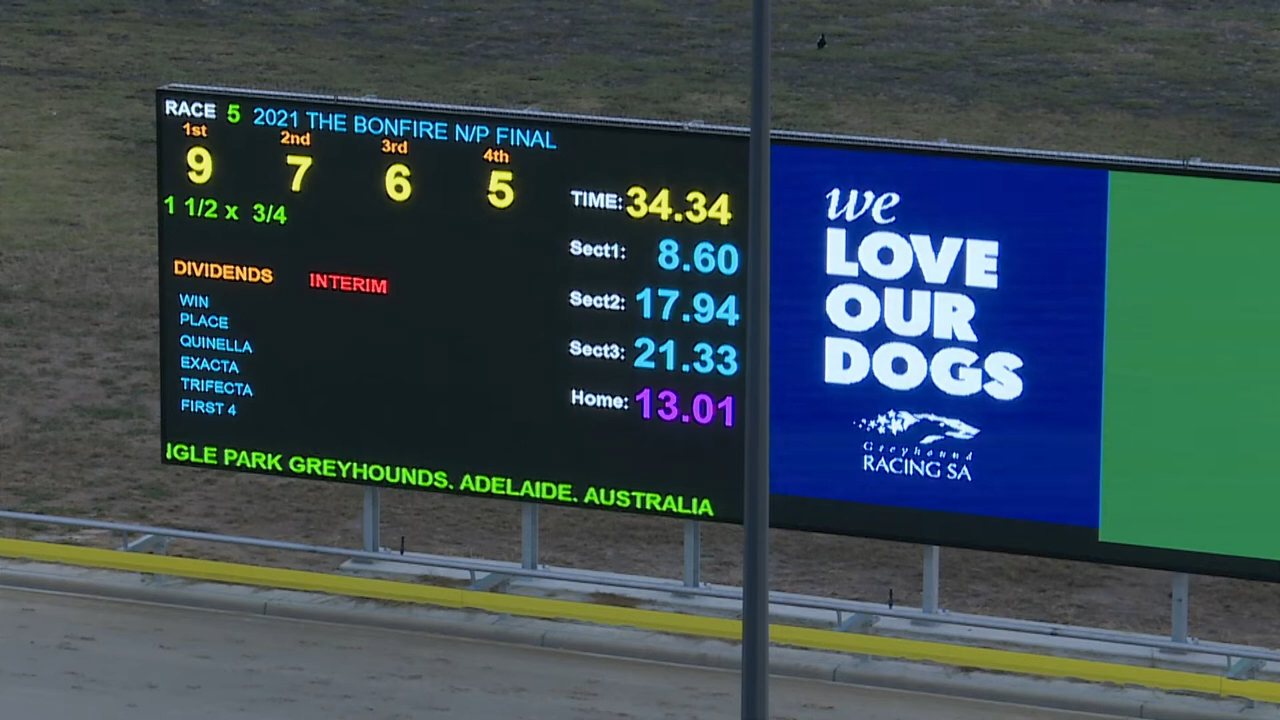 RACE 5 2021 THE BONFIRE N/P FINAL
1st 2nd 3rd 4th
9 7 6 5
1 1/2 x 3/4
TIME: 34.34
Sect1: 8.60
Sect2: 17.94
Sect3: 21.33
Home: 13.01
DIVIDENDS INTERIM
WIN
PLACE
QUINELLA
EXACTA
TRIFECTA
FIRST 4
GLE PARK GREYHOUNDS. ADELAIDE. AUSTRALIA
we
LOVE
OUR
DOGS
Greyhound
RACING SA